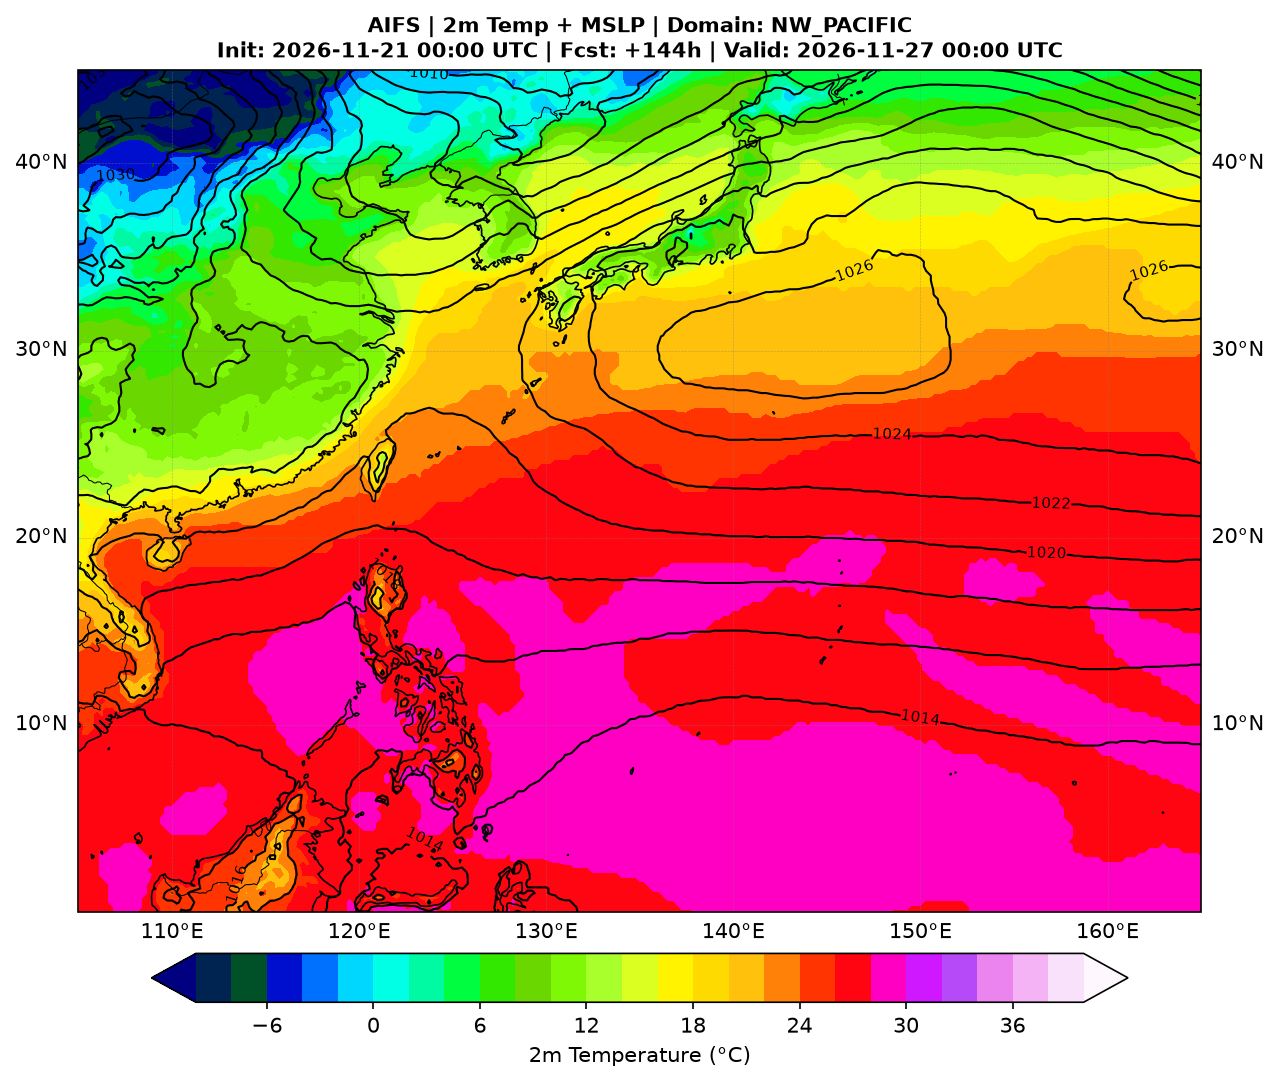 AIFS | 2m Temp + MSLP | Domain: NW_PACIFIC
Init: 2026-11-21 00:00 UTC | Fcst: +144h | Valid: 2026-11-27 00:00 UTC
1010
40°N
40°N
1030
1026
1026
30°N
30°N
1024
1022
20°N
20°N
1020
10°N
10°N
1014
1014
1016
110°E
120°E
130°E
140°E
150°E
160°E
−6
0
6
12
18
24
30
36
2m Temperature (°C)